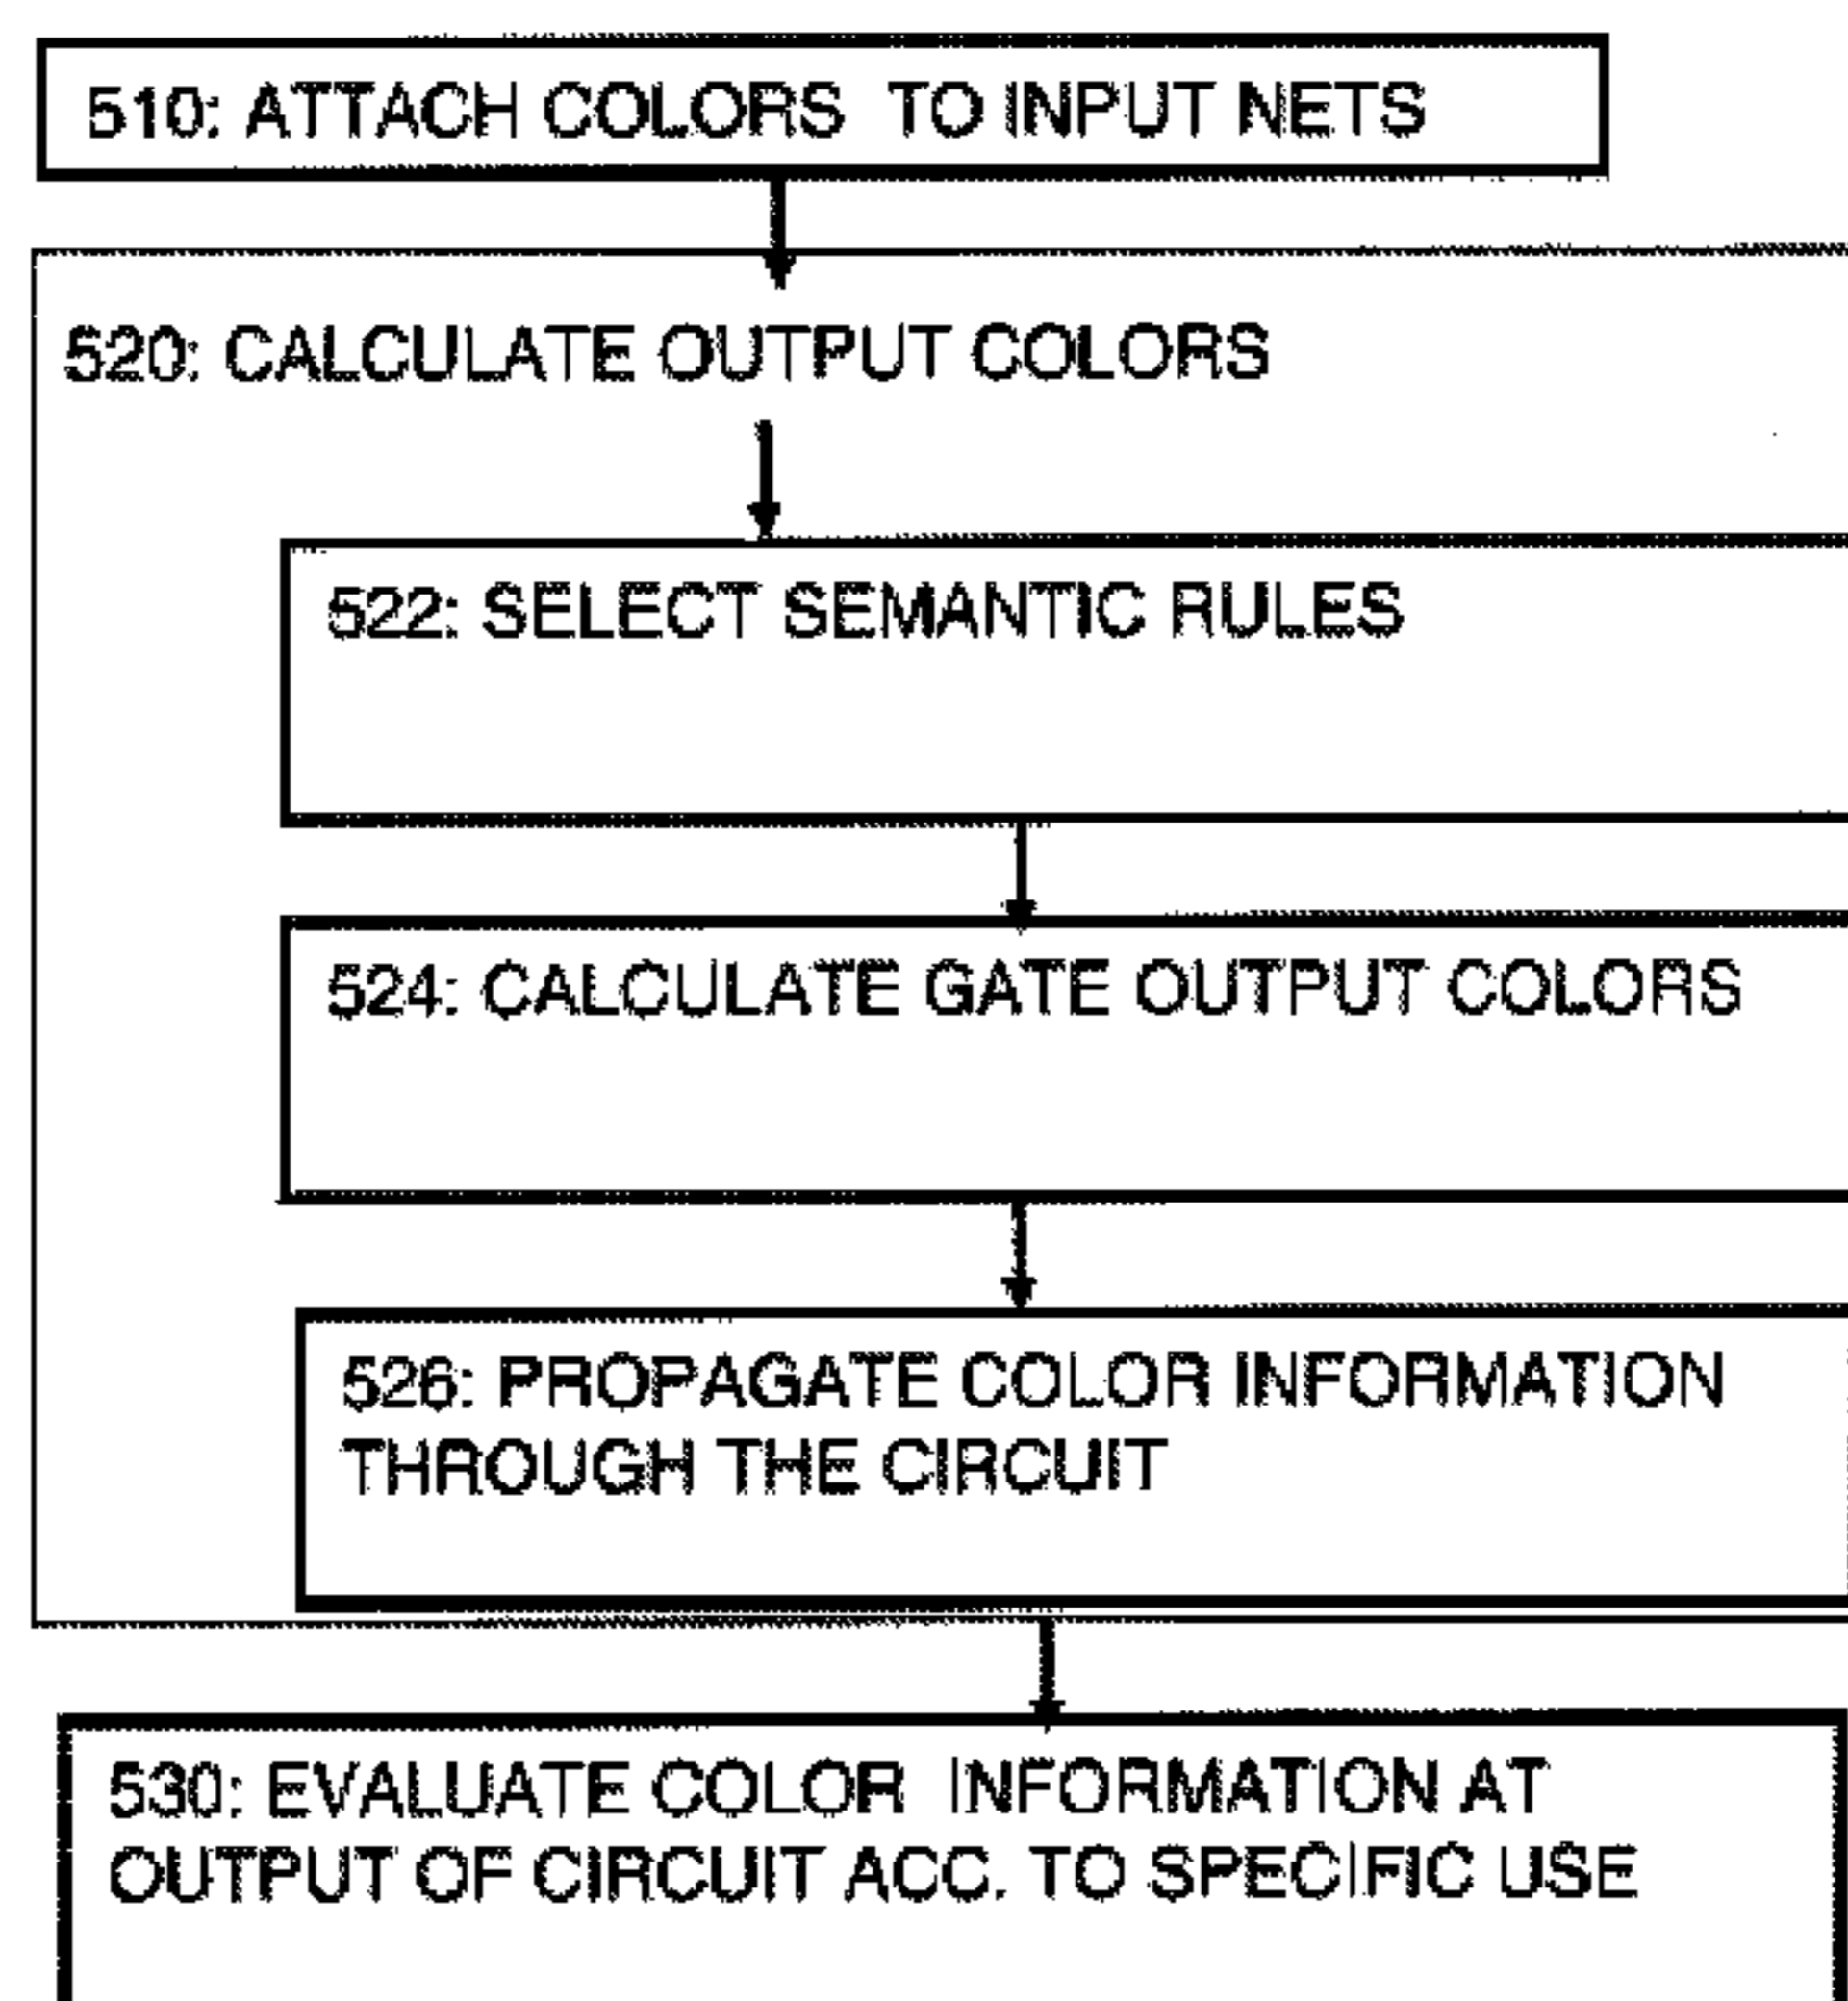 510: ATTACH COLORS TO INPUT NETS
520: CALCULATE OUTPUT COLORS
522: SELECT SEMANTIC RULES
524: CALCULATE GATE OUTPUT COLORS
526: PROPAGATE COLOR INFORMATION
THROUGH THE CIRCUIT
530: EVALUATE COLOR INFORMATION AT
OUTPUT OF CIRCUIT ACC. TO SPECIFIC USE